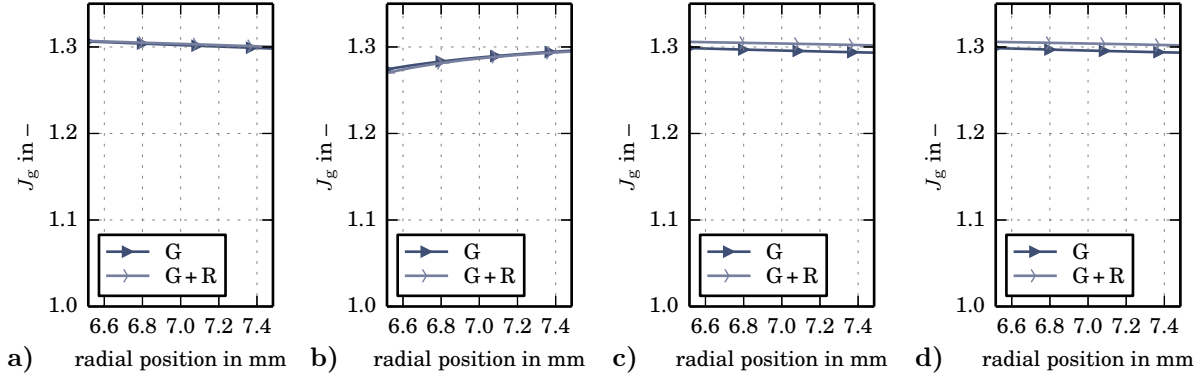 1.3
1.2
1.1
1.0
J_g in −
G
G + R
6.6 6.8 7.0 7.2 7.4
a) radial position in mm
1.3
1.2
1.1
1.0
J_g in −
G
G + R
6.6 6.8 7.0 7.2 7.4
b) radial position in mm
1.3
1.2
1.1
1.0
J_g in −
G
G + R
6.6 6.8 7.0 7.2 7.4
c) radial position in mm
1.3
1.2
1.1
1.0
J_g in −
G
G + R
6.6 6.8 7.0 7.2 7.4
d) radial position in mm